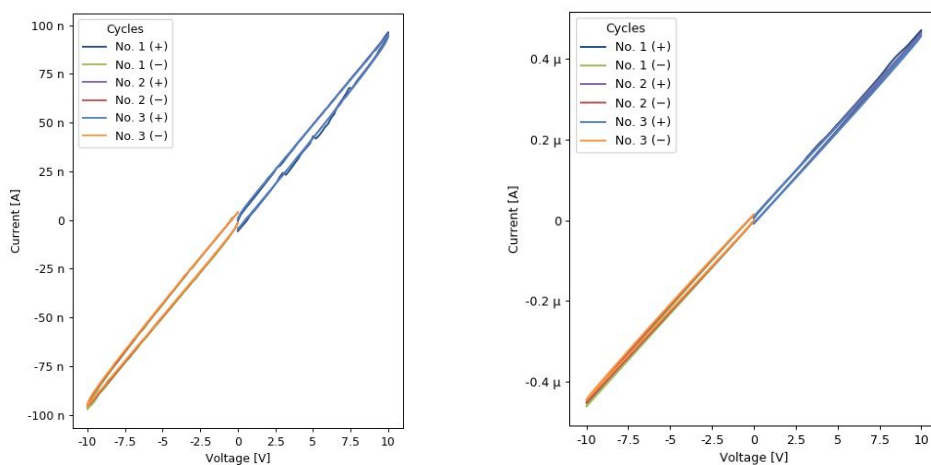 100 n
75 n
50 n
25 n
0
-25 n
-50 n
-75 n
-100 n
Current [A]
Cycles
No. 1 (+)
No. 1 (−)
No. 2 (+)
No. 2 (−)
No. 3 (+)
No. 3 (−)
-10 -7.5 -5 -2.5 0 2.5 5 7.5 10
Voltage [V]
0.4 µ
0.2 µ
0
-0.2 µ
-0.4 µ
Current [A]
Cycles
No. 1 (+)
No. 1 (−)
No. 2 (+)
No. 2 (−)
No. 3 (+)
No. 3 (−)
-10 -7.5 -5 -2.5 0 2.5 5 7.5 10
Voltage [V]